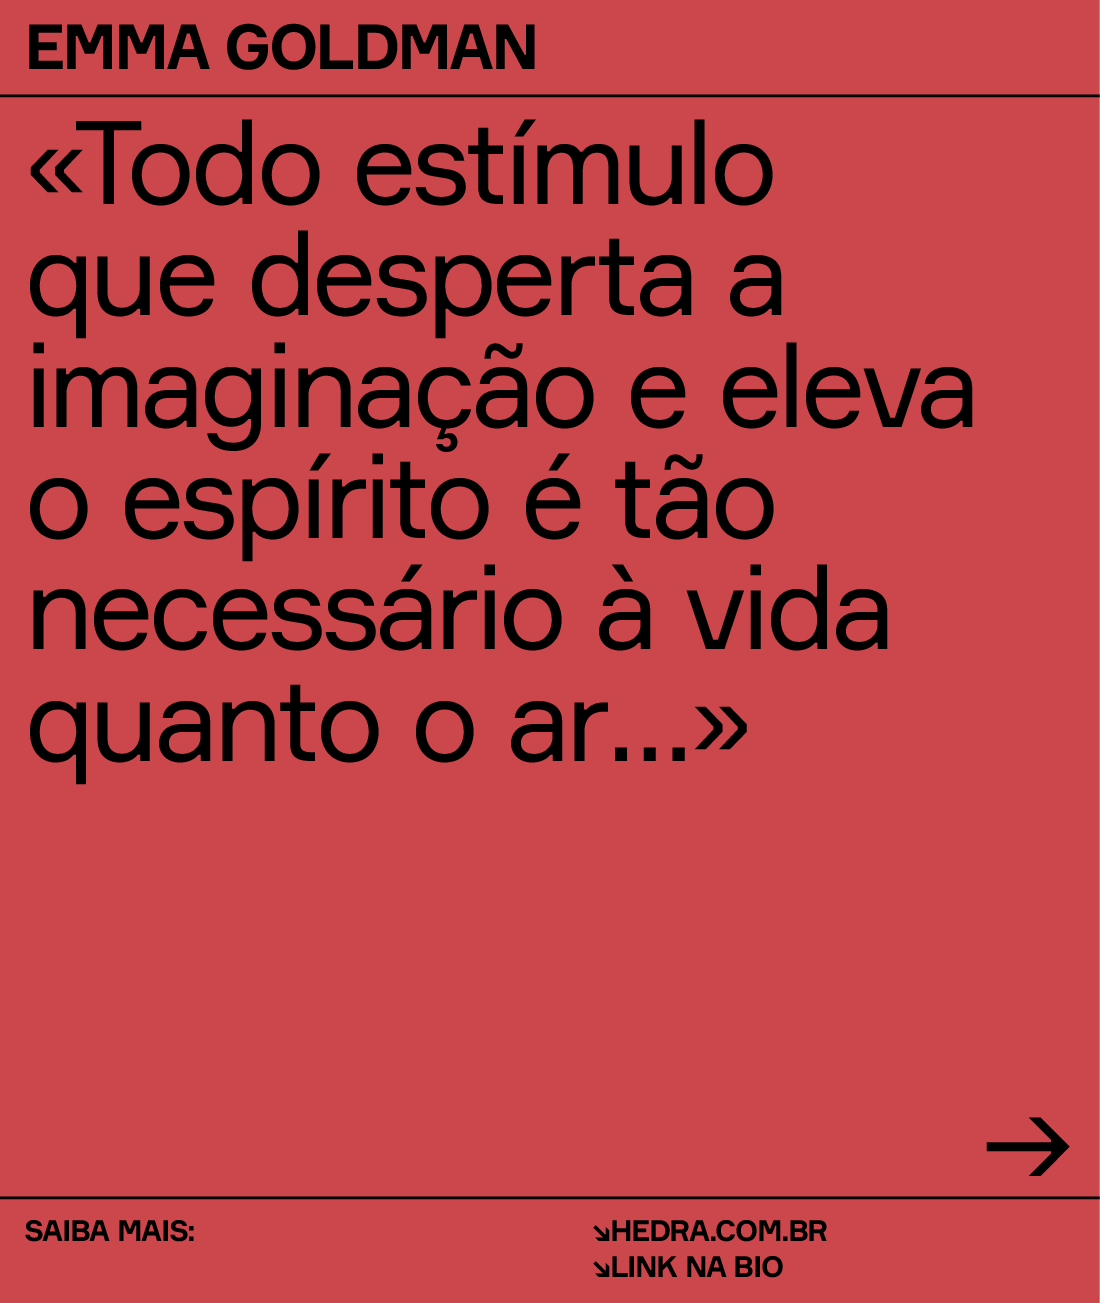 EMMA GOLDMAN
«Todo estímulo
que desperta a
imaginação e eleva
o espírito é tão
necessário à vida
quanto o ar...»
→
SAIBA MAIS:
↘HEDRA.COM.BR
↘LINK NA BIO